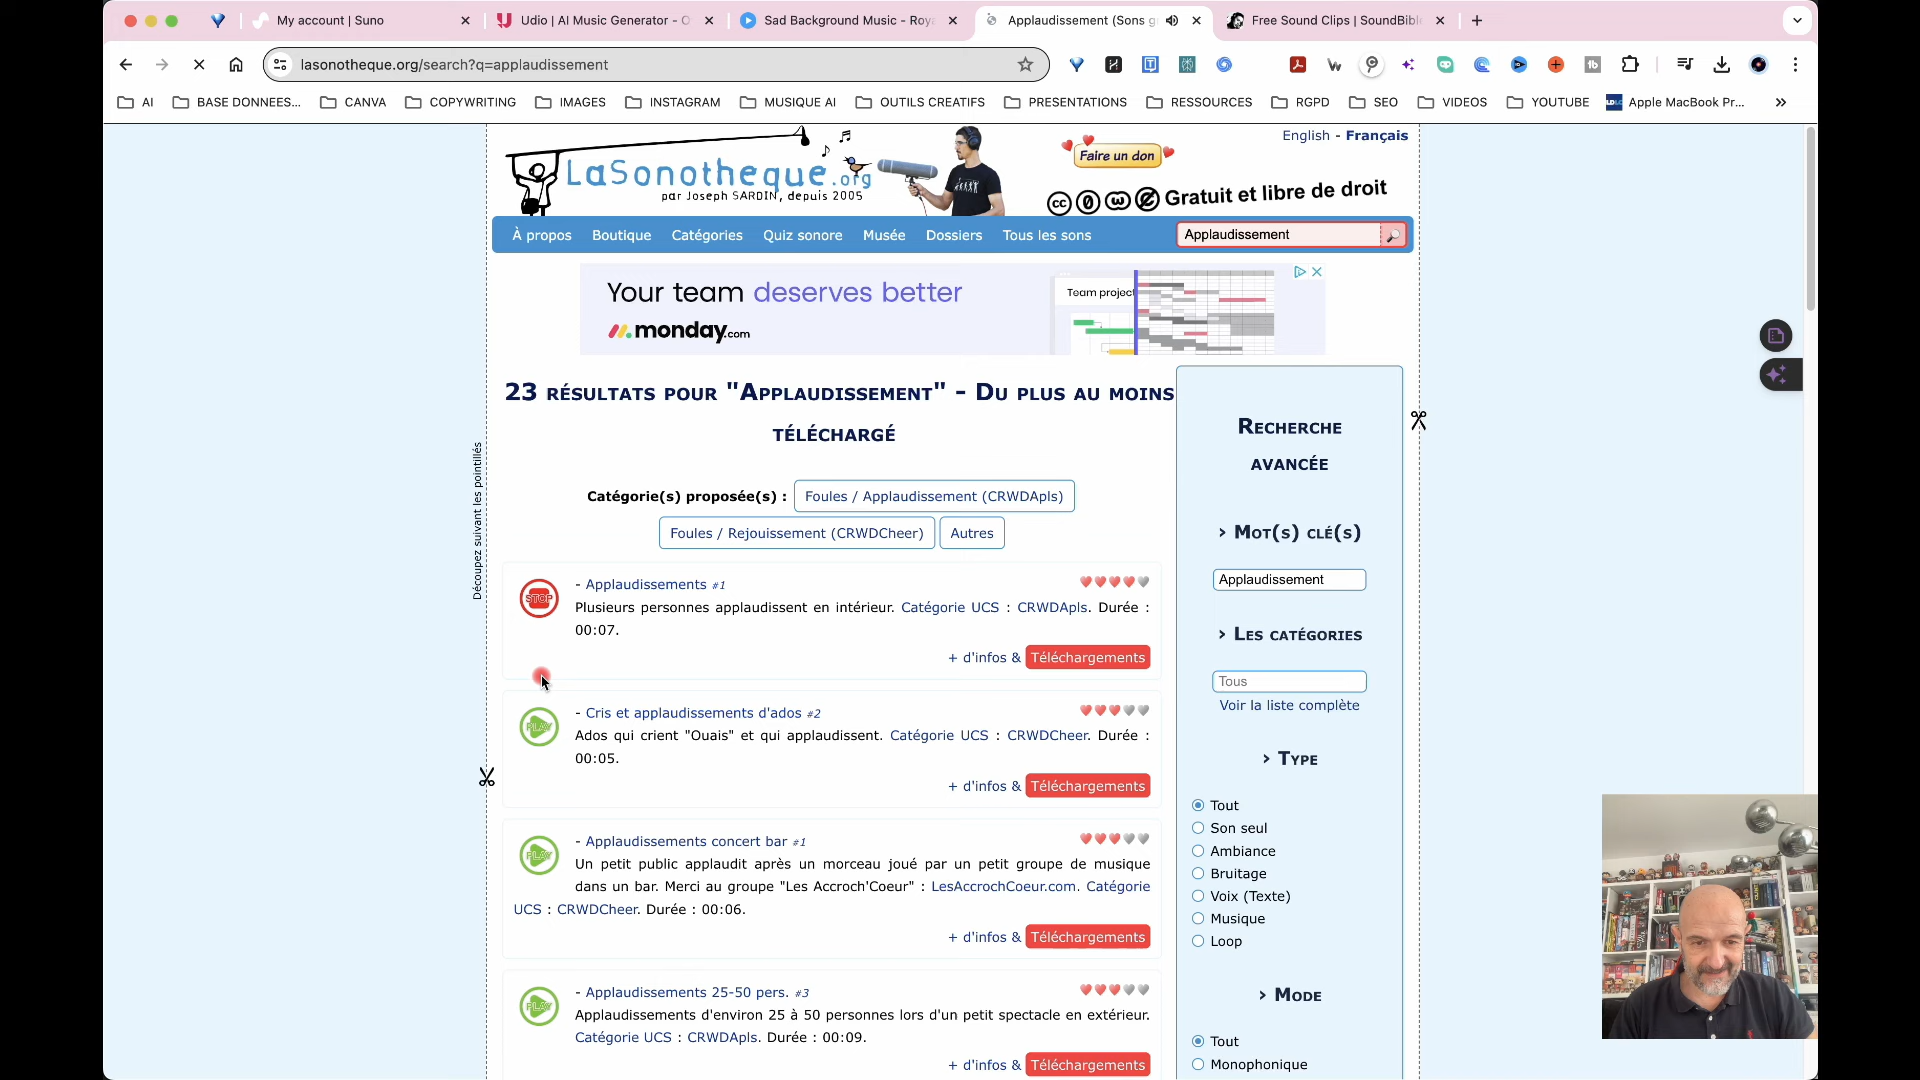 My account | Suno
Udio | AI Music Generator - O
Sad Background Music - Roy
Applaudissement (Sons g
Free Sound Clips | SoundBibl
lasonotheque.org/search?q=applaudissement
AI
BASE DONNEES...
CANVA
COPYWRITING
IMAGES
INSTAGRAM
MUSIQUE AI
OUTILS CREATIFS
PRESENTATIONS
RESSOURCES
RGPD
SEO
VIDEOS
YOUTUBE
Apple MacBook Pr...
English - Français
LaSonotheque.org
par Joseph SARDIN, depuis 2005
Faire un don
Gratuit et libre de droit
À propos
Boutique
Catégories
Quiz sonore
Musée
Dossiers
Tous les sons
Applaudissement
Your team deserves better
monday.com
Team project
23 résultats pour "Applaudissement" - Du plus au moins
téléchargé
Catégorie(s) proposée(s) : Foules / Applaudissement (CRWDApls)
Foules / Rejouissement (CRWDCheer) Autres
Découpez suivant les pointillés
STOP
- Applaudissements #1
Plusieurs personnes applaudissent en intérieur. Catégorie UCS : CRWDApls. Durée :
00:07.
+ d'infos & Téléchargements
PLAY
- Cris et applaudissements d'ados #2
Ados qui crient "Ouais" et qui applaudissent. Catégorie UCS : CRWDCheer. Durée :
00:05.
+ d'infos & Téléchargements
PLAY
- Applaudissements concert bar #1
Un petit public applaudit après un morceau joué par un petit groupe de musique
dans un bar. Merci au groupe "Les Accroch'Coeur" : LesAccrochCoeur.com. Catégorie
UCS : CRWDCheer. Durée : 00:06.
+ d'infos & Téléchargements
PLAY
- Applaudissements 25-50 pers. #3
Applaudissements d'environ 25 à 50 personnes lors d'un petit spectacle en extérieur.
Catégorie UCS : CRWDApls. Durée : 00:09.
+ d'infos & Téléchargements
Recherche
avancée
› Mot(s) clé(s)
Applaudissement
› Les catégories
Tous
Voir la liste complète
› Type
Tout
Son seul
Ambiance
Bruitage
Voix (Texte)
Musique
Loop
› Mode
Tout
Monophonique